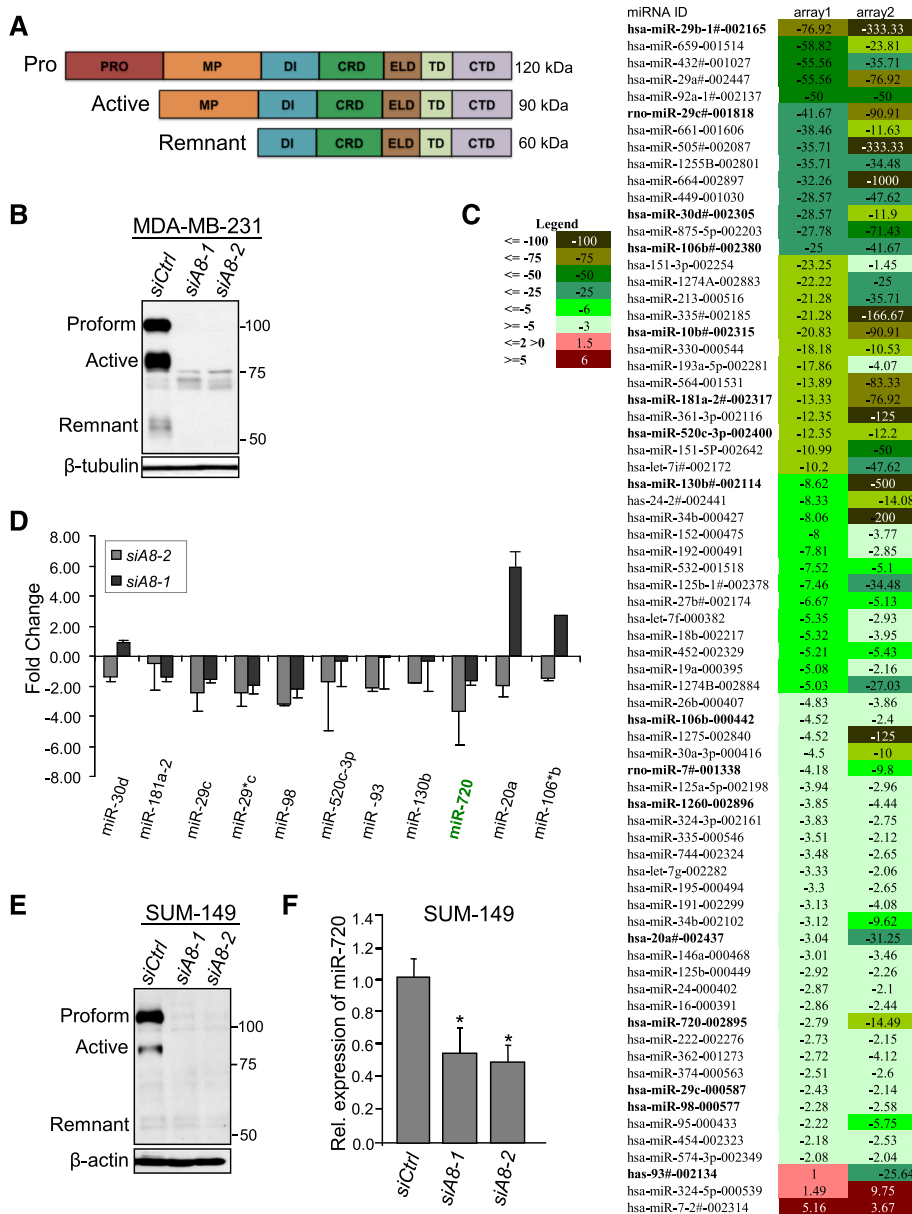 A
Pro PRO MP DI CRD ELD TD CTD 120 kDa
Active MP DI CRD ELD TD CTD 90 kDa
Remnant DI CRD ELD TD CTD 60 kDa
B
MDA-MB-231
siCtrl siA8-1 siA8-2
Proform -100
Active
-75
Remnant
-50
β-tubulin
C
Legend
<= -100 -100
<= -75 -75
<= -50 -50
<= -25 -25
<=-5 -6
>= -5 -3
<=2 >0 1.5
>=5 6
D
Fold Change
8.00
6.00
4.00
2.00
0.00
-2.00
-4.00
-6.00
-8.00
siA8-2
siA8-1
miR-30d miR-181a-2 miR-29c miR-29*c miR-98 miR-520c-3p miR-93 miR-130b miR-720 miR-20a miR-106*b
E
SUM-149
siCtrl siA8-1 siA8-2
Proform
-100
Active
-75
Remnant
-50
β-actin
F
SUM-149
Rel. expression of miR-720
1.4
1.2
1.0
0.8
0.6
0.4
0.2
0.0
* *
siCtrl siA8-1 siA8-2
miRNA ID array1 array2
hsa-miR-29b-1#-002165 -76.92 -333.33
hsa-miR-659-001514 -58.82 -23.81
hsa-miR-432#-001027 -55.56 -35.71
hsa-miR-29a#-002447 -55.56 -76.92
hsa-miR-92a-1#-002137 -50 -50
rno-miR-29c#-001818 -41.67 -90.91
hsa-miR-661-001606 -38.46 -11.63
hsa-miR-505#-002087 -35.71 -333.33
hsa-miR-1255B-002801 -35.71 -34.48
hsa-miR-664-002897 -32.26 -1000
hsa-miR-449-001030 -28.57 -47.62
hsa-miR-30d#-002305 -28.57 -11.9
hsa-miR-875-5p-002203 -27.78 -71.43
hsa-miR-106b#-002380 -25 -41.67
hsa-151-3p-002254 -23.25 -1.45
hsa-miR-1274A-002883 -22.22 -25
hsa-miR-213-000516 -21.28 -35.71
hsa-miR-335#-002185 -21.28 -166.67
hsa-miR-10b#-002315 -20.83 -90.91
hsa-miR-330-000544 -18.18 -10.53
hsa-miR-193a-5p-002281 -17.86 -4.07
hsa-miR-564-001531 -13.89 -83.33
hsa-miR-181a-2#-002317 -13.33 -76.92
hsa-miR-361-3p-002116 -12.35 -125
hsa-miR-520c-3p-002400 -12.35 -12.2
hsa-miR-151-5P-002642 -10.99 -50
hsa-let-7i#-002172 -10.2 -47.62
hsa-miR-130b#-002114 -8.62 -500
has-24-2#-002441 -8.33 -14.08
hsa-miR-34b-000427 -8.06 -200
hsa-miR-152-000475 -8 -3.77
hsa-miR-192-000491 -7.81 -2.85
hsa-miR-532-001518 -7.52 -5.1
hsa-miR-125b-1#-002378 -7.46 -34.48
hsa-miR-27b#-002174 -6.67 -5.13
hsa-let-7f-000382 -5.35 -2.93
hsa-miR-18b-002217 -5.32 -3.95
hsa-miR-452-002329 -5.21 -5.43
hsa-miR-19a-000395 -5.08 -2.16
hsa-miR-1274B-002884 -5.03 -27.03
hsa-miR-26b-000407 -4.83 -3.86
hsa-miR-106b-000442 -4.52 -2.4
hsa-miR-1275-002840 -4.52 -125
hsa-miR-30a-3p-000416 -4.5 -10
rno-miR-7#-001338 -4.18 -9.8
hsa-miR-125a-5p-002198 -3.94 -2.96
hsa-miR-1260-002896 -3.85 -4.44
hsa-miR-324-3p-002161 -3.83 -2.75
hsa-miR-335-000546 -3.51 -2.12
hsa-miR-744-002324 -3.48 -2.65
hsa-let-7g-002282 -3.33 -2.06
hsa-miR-195-000494 -3.3 -2.65
hsa-miR-191-002299 -3.13 -4.08
hsa-miR-34b-002102 -3.12 -9.62
hsa-20a#-002437 -3.04 -31.25
hsa-miR-146a-000468 -3.01 -3.46
hsa-miR-125b-000449 -2.92 -2.26
hsa-miR-24-000402 -2.87 -2.1
hsa-miR-16-000391 -2.86 -2.44
hsa-miR-720-002895 -2.79 -14.49
hsa-miR-222-002276 -2.73 -2.15
hsa-miR-362-001273 -2.72 -4.12
hsa-miR-374-000563 -2.51 -2.6
hsa-miR-29c-000587 -2.43 -2.14
hsa-miR-98-000577 -2.28 -2.58
hsa-miR-95-000433 -2.22 -5.75
hsa-miR-454-002323 -2.18 -2.53
hsa-miR-574-3p-002349 -2.08 -2.04
has-93#-002134 1 -25.64
hsa-miR-324-5p-000539 1.49 9.75
hsa-miR-7-2#-002314 5.16 3.67